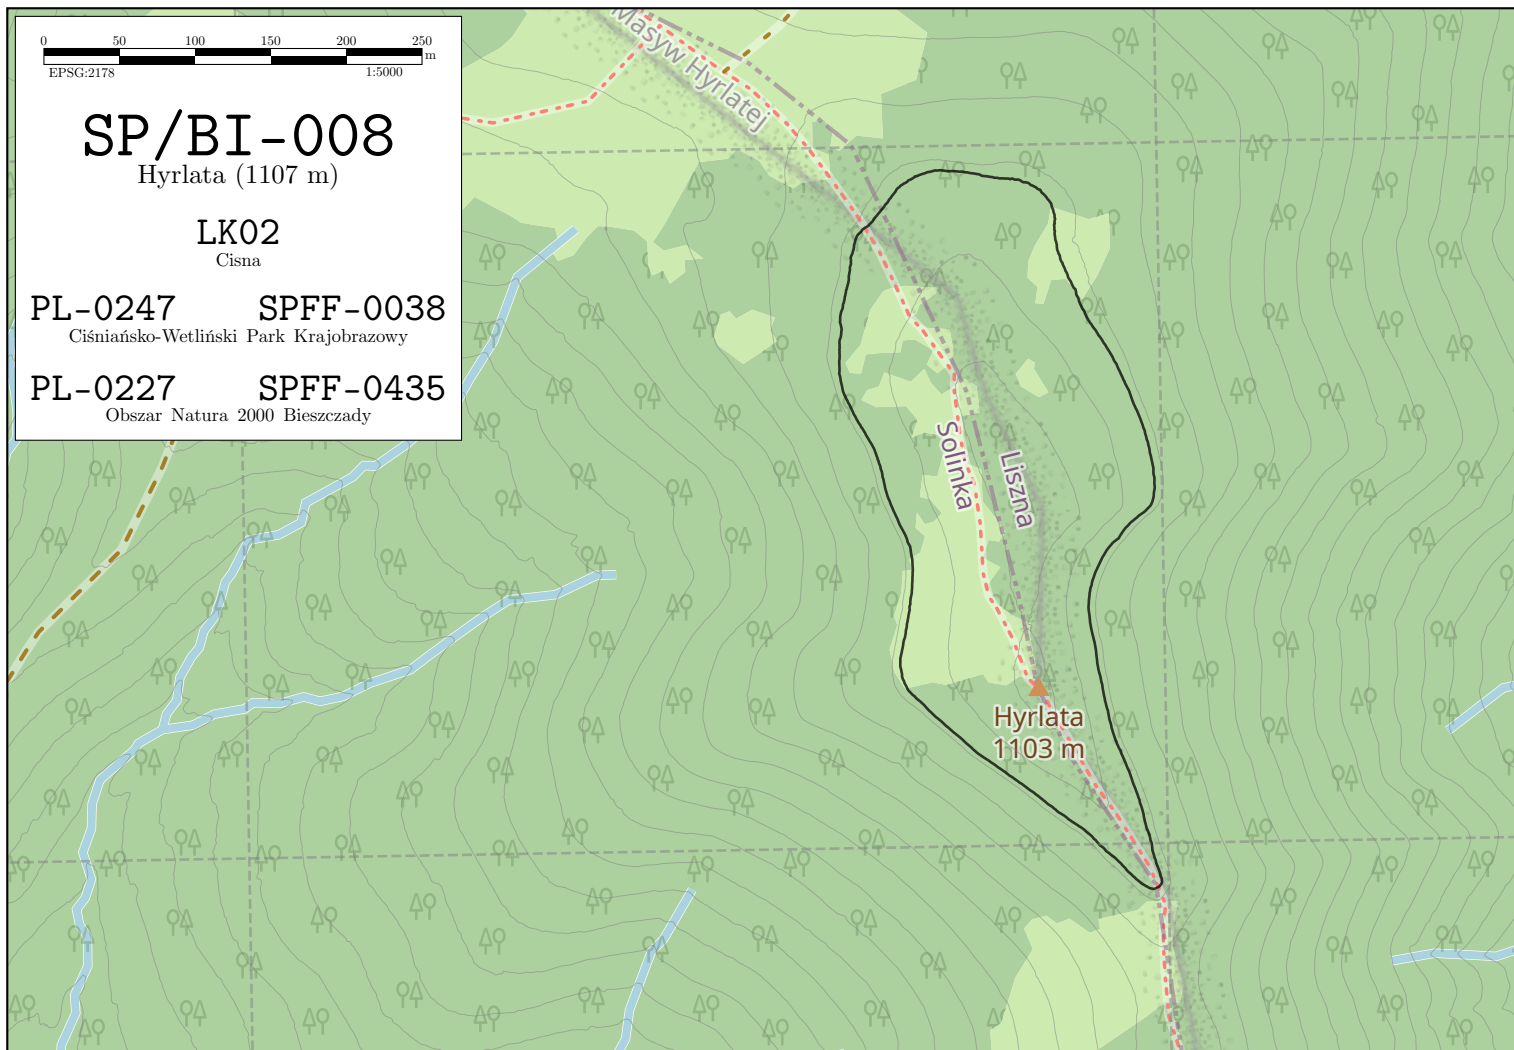 0 50 100 150 200 250
m
EPSG:2178 1:5000
SP/BI-008
Hyrlata (1107 m)
LK02
Cisna
PL-0247 SPFF-0038
Ciśniańsko-Wetliński Park Krajobrazowy
PL-0227 SPFF-0435
Obszar Natura 2000 Bieszczady
Masyw Hyrlatej
Solinka
Liszna
Hyrlata
1103 m